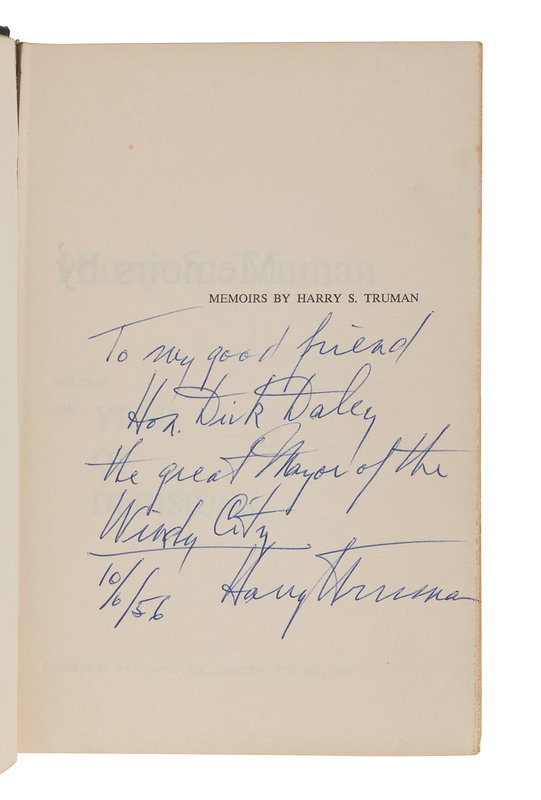 MEMOIRS BY HARRY S. TRUMAN
To my good friend
Hon. Dick Daley
the great Mayor of the
Windy City
10/6/56 Harry Truman